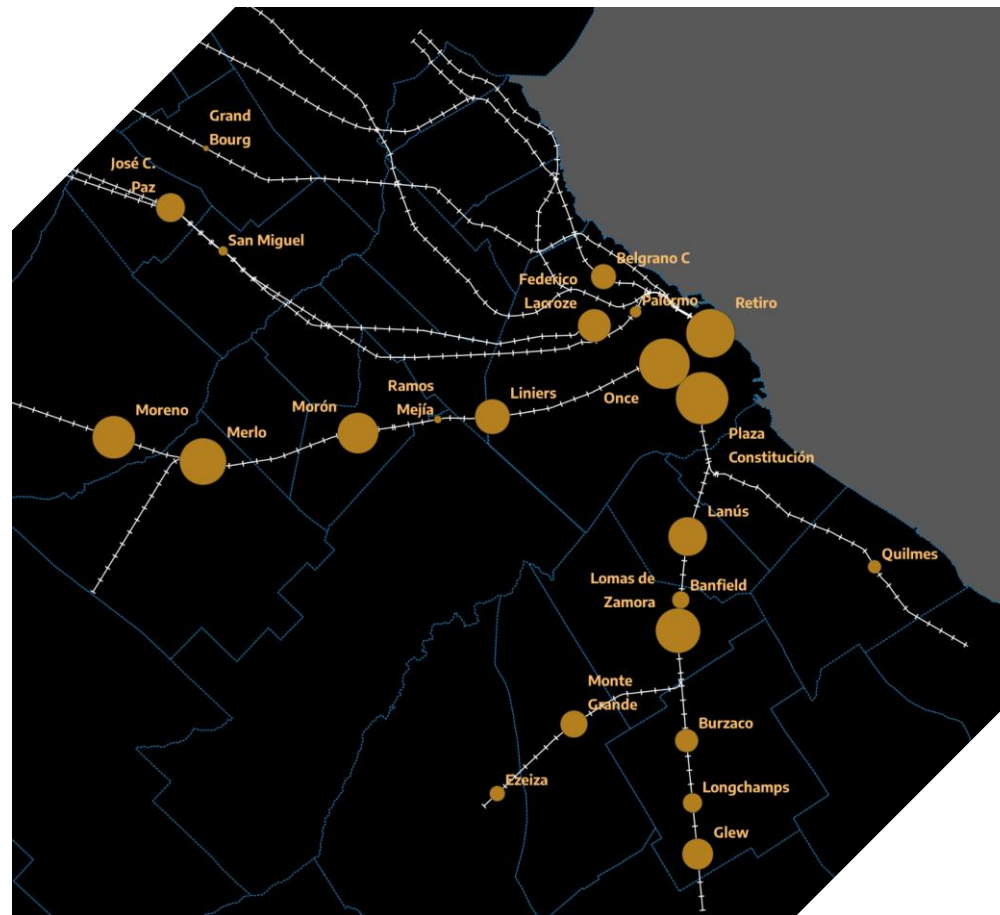 Grand
Bourg
José C.
Paz
San Miguel
Belgrano C
Federico
Lacroze
Palermo
Retiro
Ramos
Mejía
Liniers
Once
Morón
Moreno
Merlo
Plaza
Constitución
Lanús
Quilmes
Lomas de
Zamora
Banfield
Monte
Grande
Burzaco
Ezeiza
Longchamps
Glew